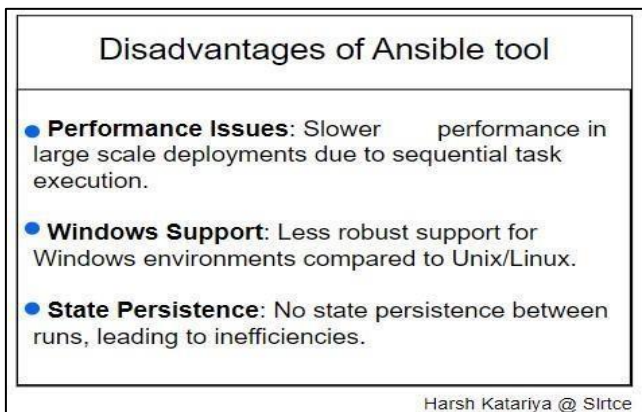 Disadvantages of Ansible tool
Performance Issues: Slower performance in
large scale deployments due to sequential task
execution.
Windows Support: Less robust support for
Windows environments compared to Unix/Linux.
State Persistence: No state persistence between
runs, leading to inefficiencies.
Harsh Katariya @ Slrtce